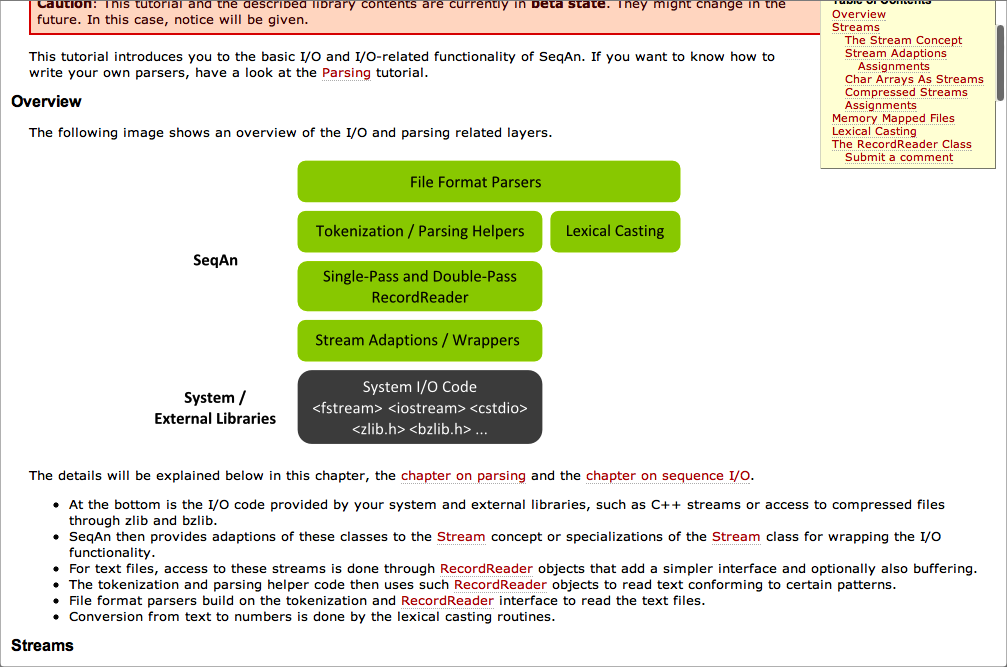 Caution: This tutorial and the described library contents are currently in beta state. They might change in the
future. In this case, notice will be given.
Table of Contents
Overview
Streams
The Stream Concept
Stream Adaptions
Assignments
Char Arrays As Streams
Compressed Streams
Assignments
Memory Mapped Files
Lexical Casting
The RecordReader Class
Submit a comment
This tutorial introduces you to the basic I/O and I/O-related functionality of SeqAn. If you want to know how to
write your own parsers, have a look at the Parsing tutorial.
Overview
The following image shows an overview of the I/O and parsing related layers.
File Format Parsers
Tokenization / Parsing Helpers
Lexical Casting
SeqAn
Single-Pass and Double-Pass
RecordReader
Stream Adaptions / Wrappers
System /
External Libraries
System I/O Code
<fstream> <iostream> <cstdio>
<zlib.h> <bzlib.h> ...
The details will be explained below in this chapter, the chapter on parsing and the chapter on sequence I/O.
• At the bottom is the I/O code provided by your system and external libraries, such as C++ streams or access to compressed files
through zlib and bzlib.
• SeqAn then provides adaptions of these classes to the Stream concept or specializations of the Stream class for wrapping the I/O
functionality.
• For text files, access to these streams is done through RecordReader objects that add a simpler interface and optionally also buffering.
• The tokenization and parsing helper code then uses such RecordReader objects to read text conforming to certain patterns.
• File format parsers build on the tokenization and RecordReader interface to read the text files.
• Conversion from text to numbers is done by the lexical casting routines.
Streams